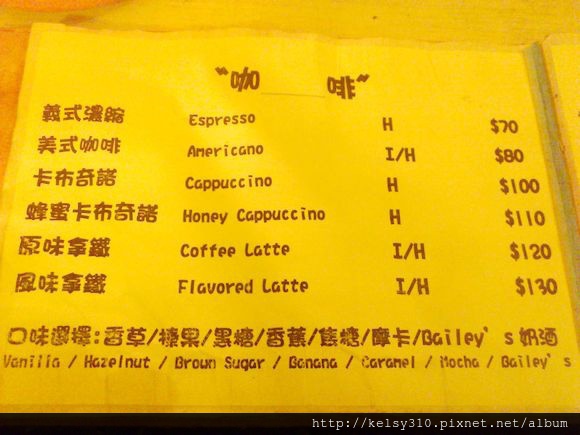 "咖 啡"
義式濃縮 Espresso H $70
美式咖啡 Americano I/H $80
卡布奇諾 Cappuccino H $100
蜂蜜卡布奇諾 Honey Cappuccino H $110
原味拿鐵 Coffee Latte I/H $120
風味拿鐵 Flavored Latte I/H $130
口味選擇:香草/榛果/黑糖/香蕉/焦糖/摩卡/Bailey's 奶酒
Vanilla / Hazelnut / Brown Sugar / Banana / Caramel / Mocha / Bailey's
http://kelsy310.pixnet.net/album